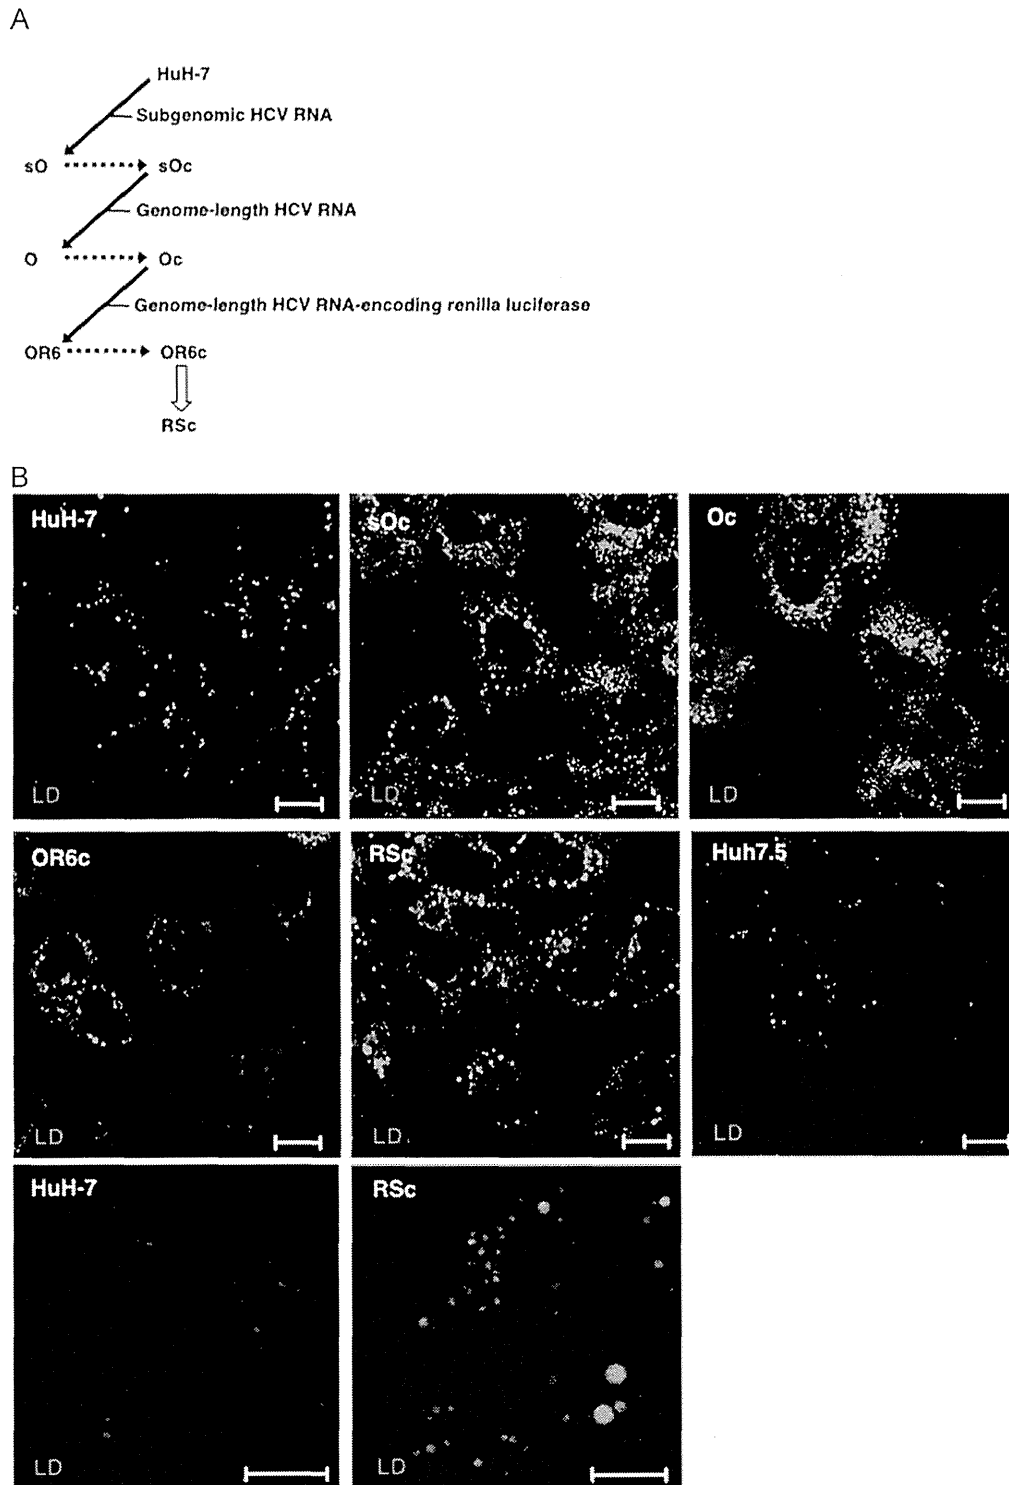 A
HuH-7
Subgenomic HCV RNA
sO sOc
Genome-length HCV RNA
O Oc
Genome-length HCV RNA-encoding renilla luciferase
OR6 OR6c
RSc
B
HuH-7 sOc Oc
LD LD LD
OR6c RSc Huh7.5
LD LD LD
HuH-7 RSc
LD LD